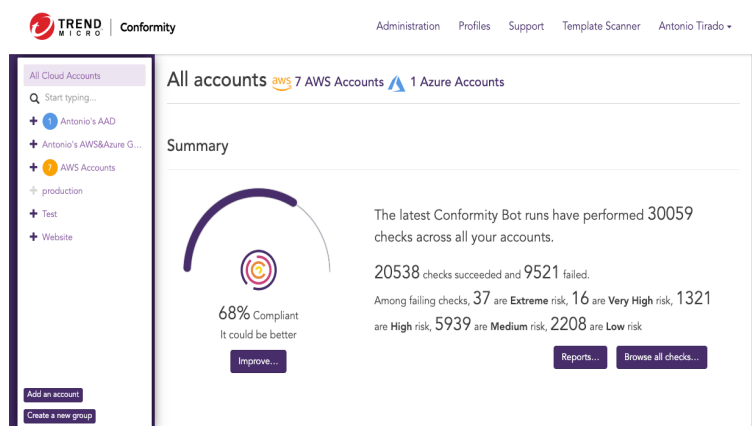 TREND
MICRO
Conformity
Administration Profiles Support Template Scanner Antonio Tirado
All Cloud Accounts
Start typing...
1 Antonio's AAD
Antonio's AWS&Azure G...
7 AWS Accounts
production
Test
Website
Add an account
Create a new group
All accounts aws 7 AWS Accounts 1 Azure Accounts
Summary
68% Compliant
It could be better
Improve...
The latest Conformity Bot runs have performed 30059
checks across all your accounts.
20538 checks succeeded and 9521 failed.
Among failing checks, 37 are Extreme risk, 16 are Very High risk, 1321
are High risk, 5939 are Medium risk, 2208 are Low risk
Reports... Browse all checks...